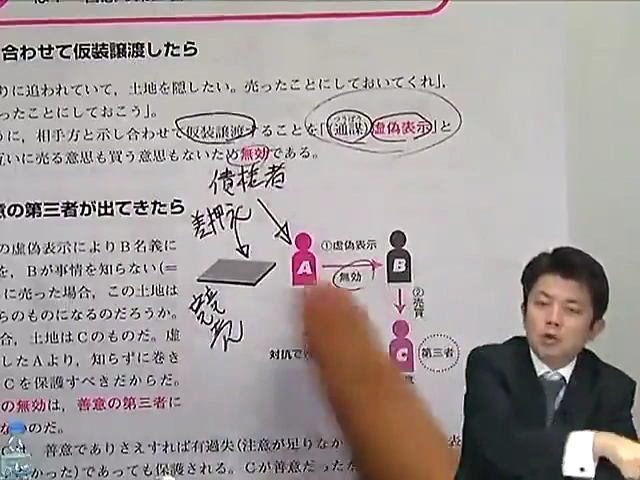 合わせて仮装譲渡したら
りに追われていて，土地を隠したい。売ったことにしておいてくれ」，
ったことにしておこう」。
うに，相手方と示し合わせて仮装譲渡することを「（通謀）虚偽表示」と
つうぼう
互いに売る意思も買う意思もないため無効である。
債権者
意の第三者が出てきたら
差押え
の虚偽表示によりＢ名義に
を，Ｂが事情を知らない（＝
に売った場合，この土地は
らのものになるのだろうか。
合，土地はＣのものだ。虚
したＡより，知らずに巻き
Ｃを保護すべきだからだ。
の無効は，善意の第三者に
のだ。
競売
①虚偽表示
A
B
無効
②売買
C
第三者
対抗で
善意でありさえすれば有過失（注意が足りなか
かった）であっても保護される。Ｃが善意だったか